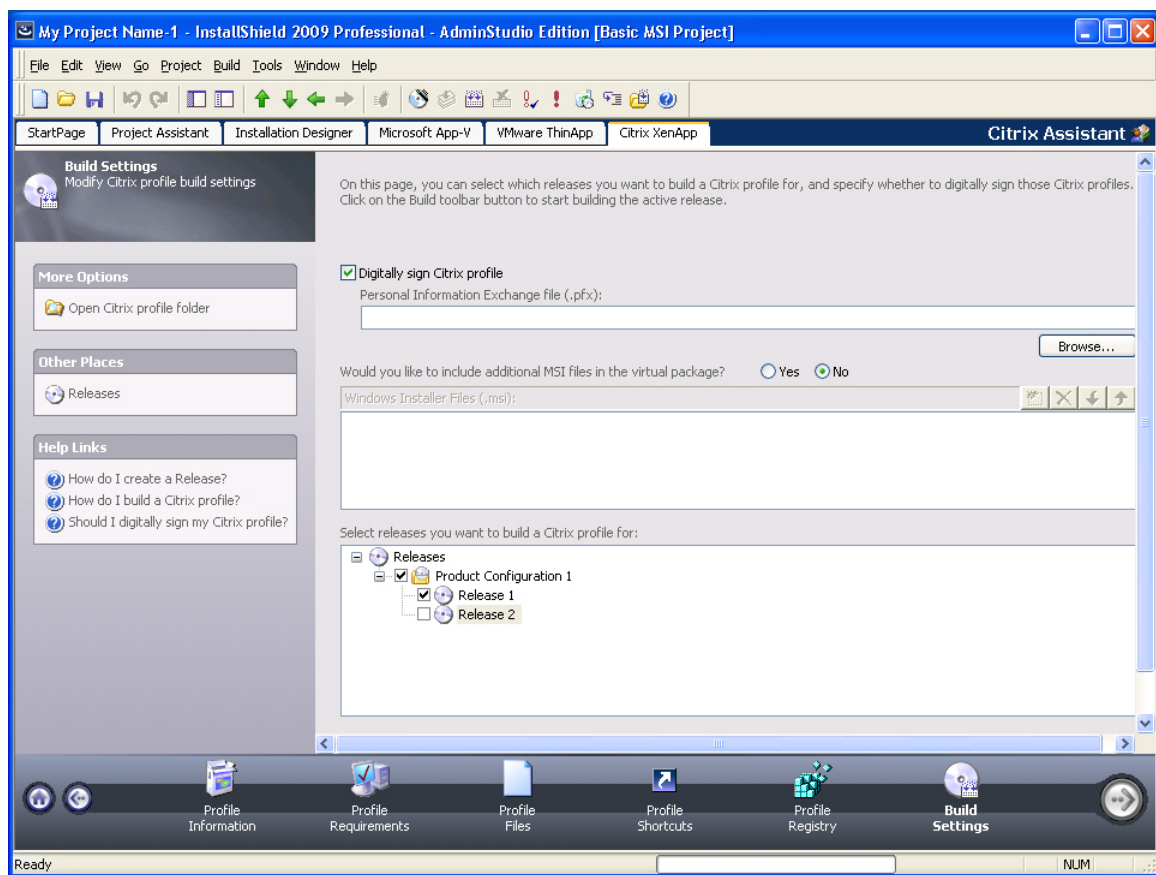 My Project Name-1 - InstallShield 2009 Professional - AdminStudio Edition [Basic MSI Project]
File Edit View Go Project Build Tools Window Help
StartPage Project Assistant Installation Designer Microsoft App-V VMware ThinApp Citrix XenApp Citrix Assistant
Build Settings
Modify Citrix profile build settings
On this page, you can select which releases you want to build a Citrix profile for, and specify whether to digitally sign those Citrix profiles.
Click on the Build toolbar button to start building the active release.
More Options
Open Citrix profile folder
Other Places
Releases
Help Links
How do I create a Release?
How do I build a Citrix profile?
Should I digitally sign my Citrix profile?
Digitally sign Citrix profile
Personal Information Exchange file (.pfx):
Browse...
Would you like to include additional MSI files in the virtual package? Yes No
Windows Installer Files (.msi):
Select releases you want to build a Citrix profile for:
Releases
Product Configuration 1
Release 1
Release 2
Profile Information
Profile Requirements
Profile Files
Profile Shortcuts
Profile Registry
Build Settings
Ready NUM